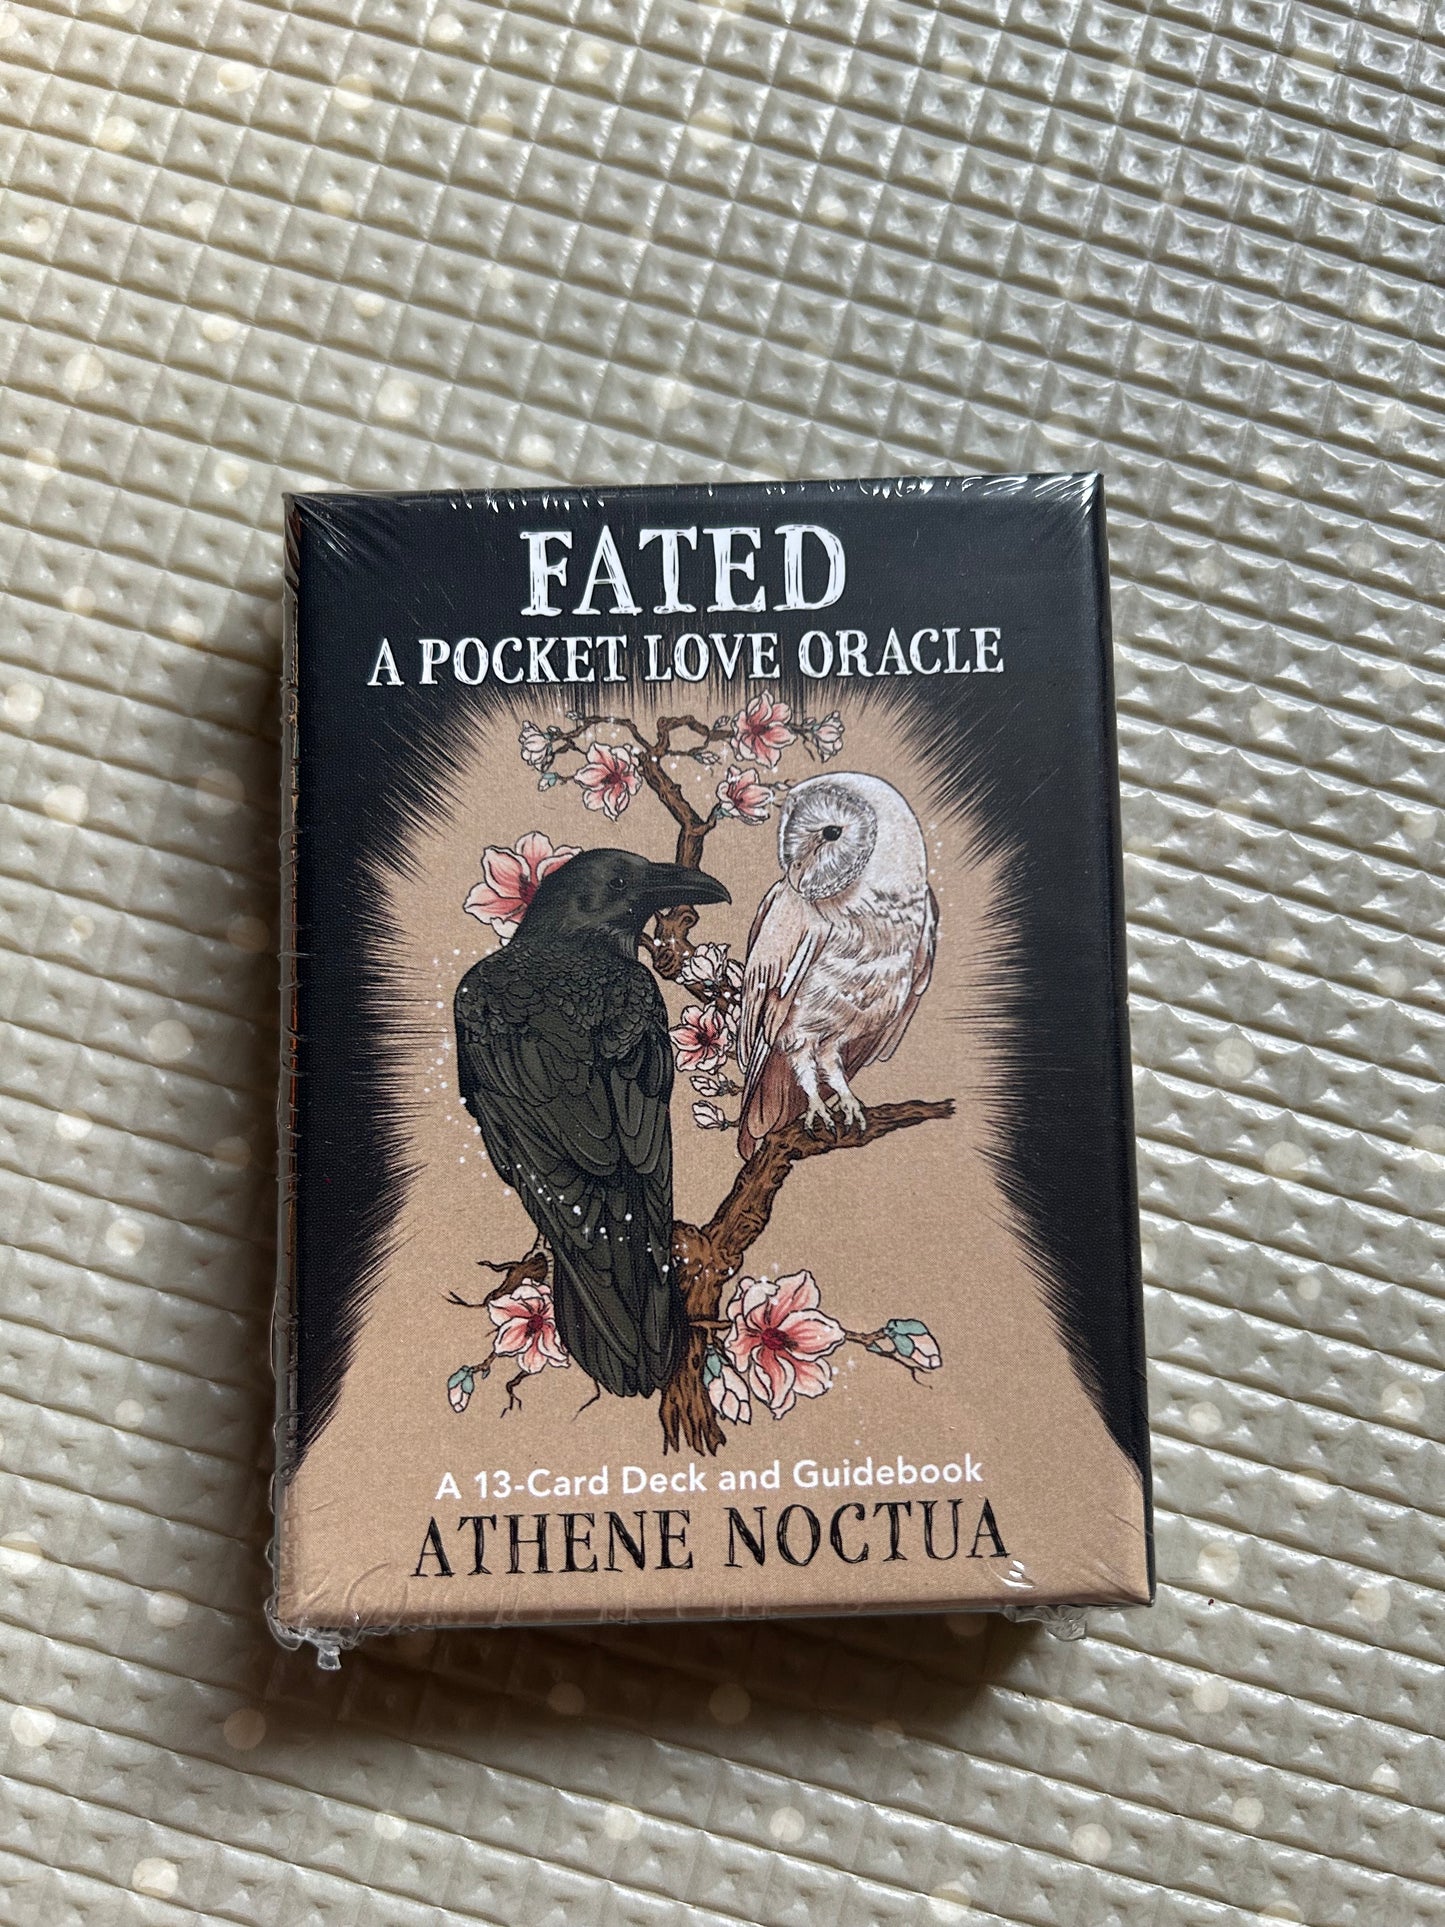 FATED
A POCKET LOVE ORACLE
A 13-Card Deck and Guidebook
ATHENE NOCTUA